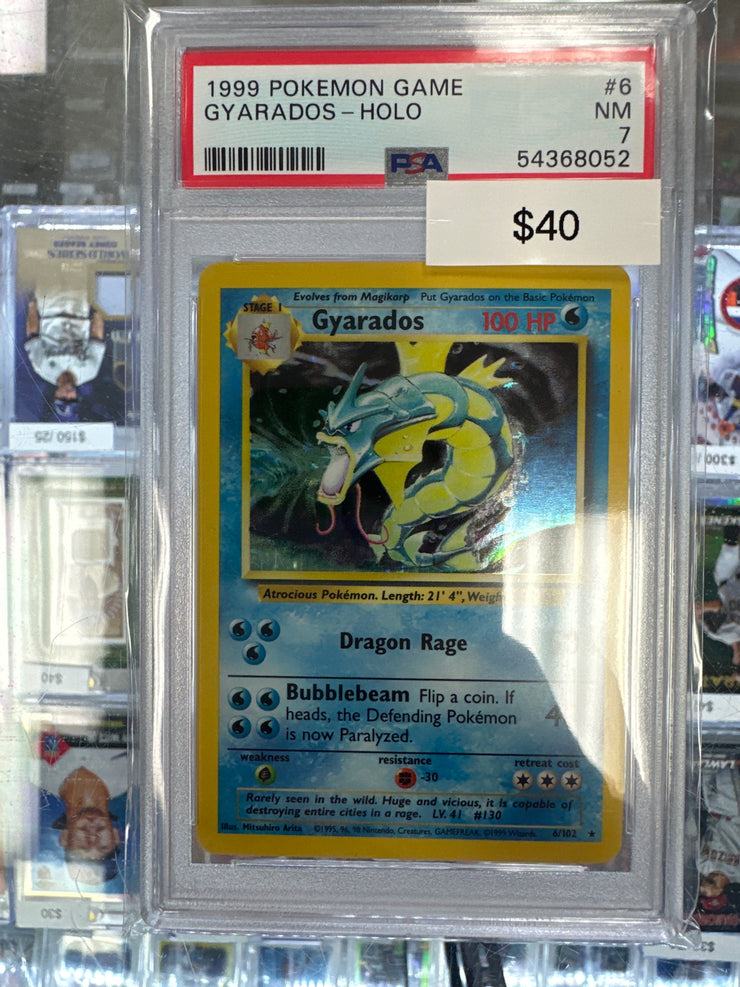 1999 POKEMON GAME #6
GYARADOS – HOLO NM
7
PSA 54368052
$40
Evolves from Magikarp Put Gyarados on the Basic Pokémon
STAGE 1
Gyarados 100 HP
Atrocious Pokémon. Length: 21' 4", Weigh
Dragon Rage
Bubblebeam Flip a coin. If
heads, the Defending Pokémon 4
is now Paralyzed.
weakness resistance retreat cost
-30
Rarely seen in the wild. Huge and vicious, it is capable of
destroying entire cities in a rage. LV. 41 #130
Illus. Mitsuhiro Arita ©1995, 96, 98 Nintendo, Creatures, GAMEFREAK. ©1999 Wizards. 6/102 ★
$150/25
$300/
$40
$30